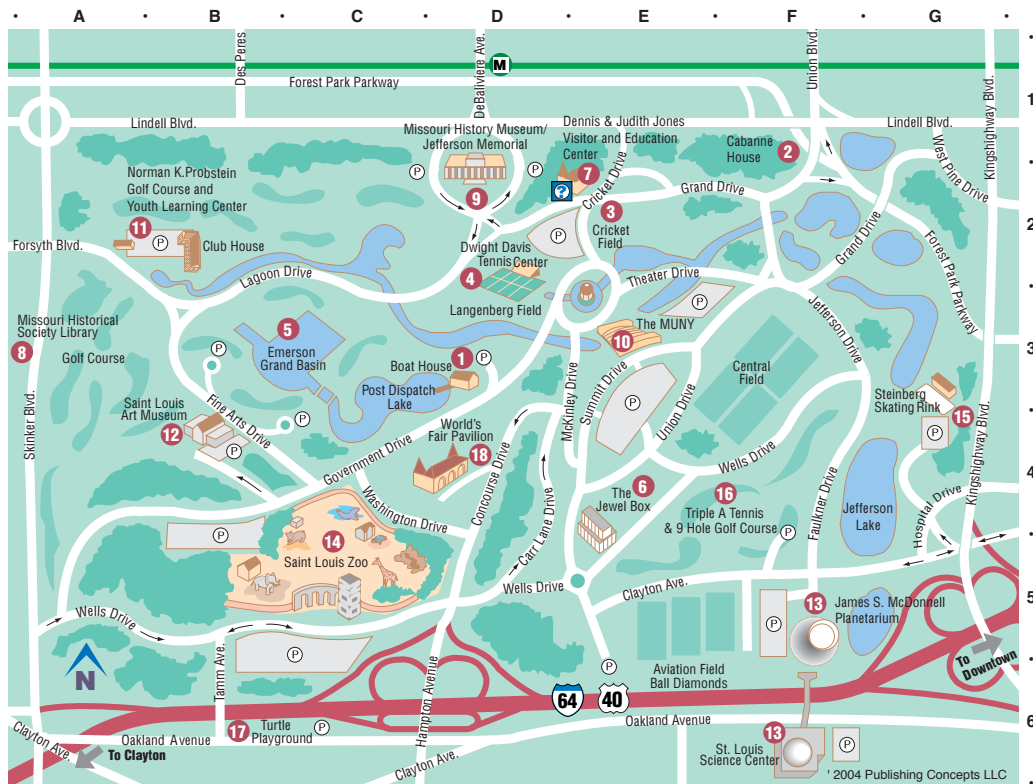 A B C D E F G
Des Peres
DeBaliviere Ave.
M
Union Blvd.
Forest Park Parkway
Kingshighway Blvd.
1
Lindell Blvd.
Lindell Blvd.
Missouri History Museum/
Jefferson Memorial
P
P
9
Dennis & Judith Jones
Visitor and Education
Center
7
?
Cricket Drive
Cabanne
House
2
West Pine Drive
Norman K.Probstein
Golf Course and
Youth Learning Center
11
P
Club House
Grand Drive
3
Cricket
Field
P
2
Grand Drive
Forest Park Parkway
Forsyth Blvd.
Lagoon Drive
Dwight Davis
Tennis Center
4
Langenberg Field
Theater Drive
P
Jefferson Drive
Missouri Historical
Society Library
8
Golf Course
5
Emerson
Grand Basin
P
The MUNY
10
3
Boat House
1
P
Post Dispatch
Lake
Central
Field
Skinker Blvd.
Saint Louis
Art Museum
12
Fine Arts Drive
P
P
McKinley Drive
Summit Drive
P
Union Drive
Steinberg
Skating Rink
15
P
Kingshighway Blvd.
World's
Fair Pavilion
18
Government Drive
Washington Drive
Concourse Drive
Carr Lane Drive
Wells Drive
4
The
Jewel Box
6
16
Triple A Tennis
& 9 Hole Golf Course
P
Faulkner Drive
Jefferson
Lake
Hospital Drive
P
14
Saint Louis Zoo
Wells Drive
Clayton Ave.
5
Wells Drive
P
Tamm Ave.
Hampton Avenue
P
P
13
James S. McDonnell
Planetarium
To
Downtown
N
Aviation Field
Ball Diamonds
64
40
6
Clayton Ave.
To Clayton
Oakland Avenue
17
Turtle
Playground
P
Clayton Ave.
Oakland Avenue
13
St. Louis
Science Center
P
' 2004 Publishing Concepts LLC